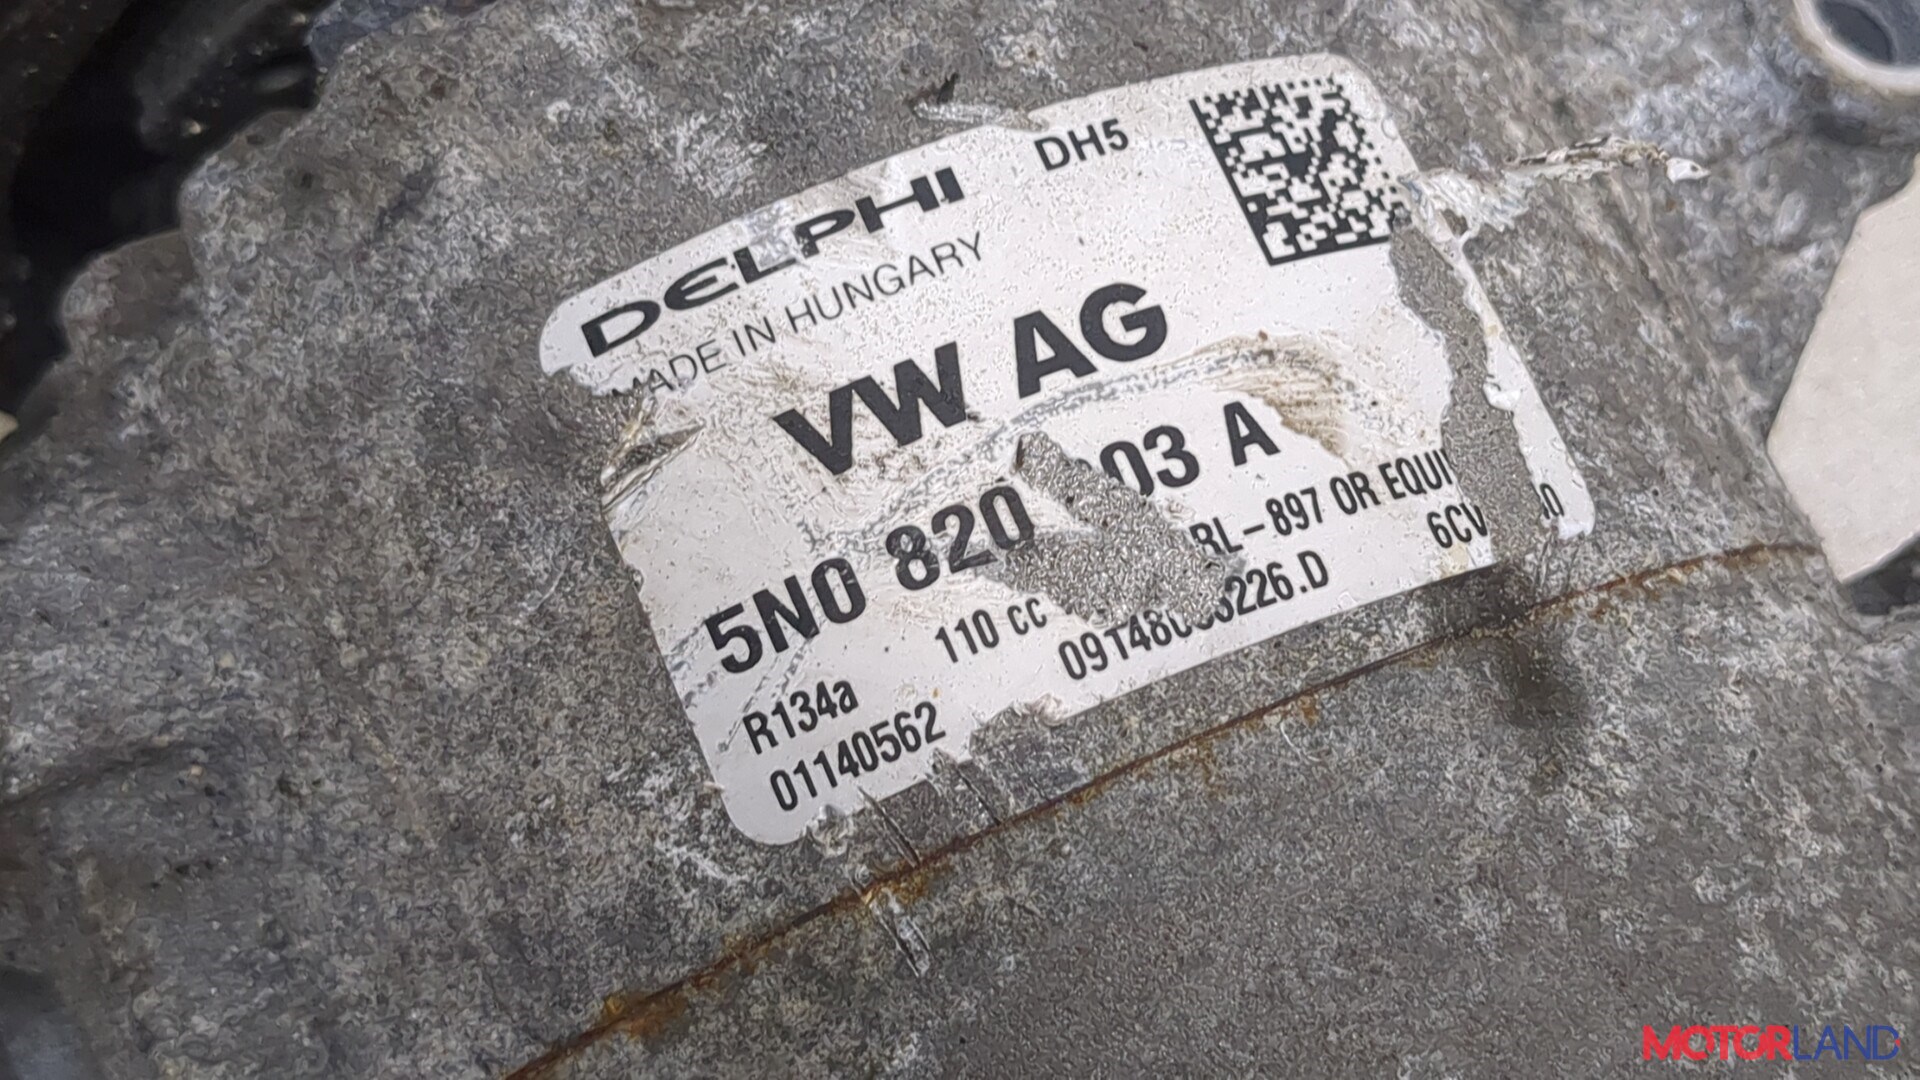 DELPHI DH5
MADE IN HUNGARY
VW AG
5N0 820 03 A
110 cc RL-897 OR EQUI
R134a 226.D 6CV
01140562
MOTORLAND